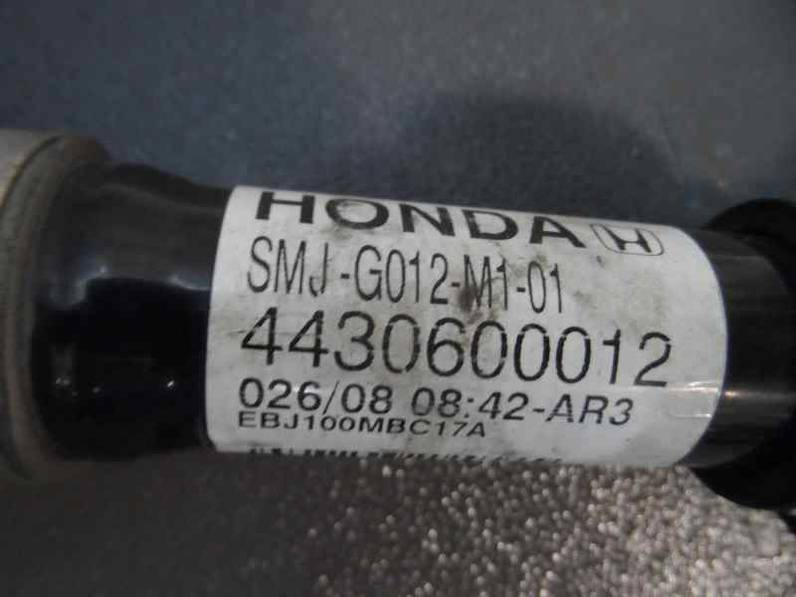 HONDA H
SMJ-G012-M1-01
4430600012
026/08 08:42-AR3
EBJ100MBC17A